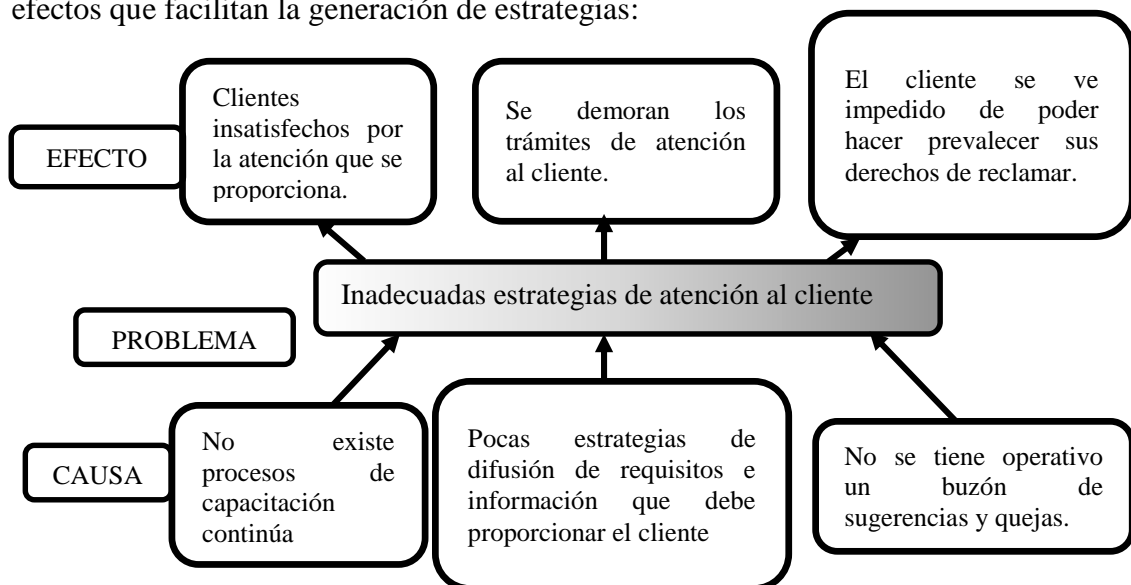 efectos que facilitan la generación de estrategias:
EFECTO
Clientes
insatisfechos por
la atención que se
proporciona.
Se demoran los
trámites de atención
al cliente.
El cliente se ve
impedido de poder
hacer prevalecer sus
derechos de reclamar.
Inadecuadas estrategias de atención al cliente
PROBLEMA
CAUSA
No existe
procesos de
capacitación
continúa
Pocas estrategias de
difusión de requisitos e
información que debe
proporcionar el cliente
No se tiene operativo
un buzón de
sugerencias y quejas.